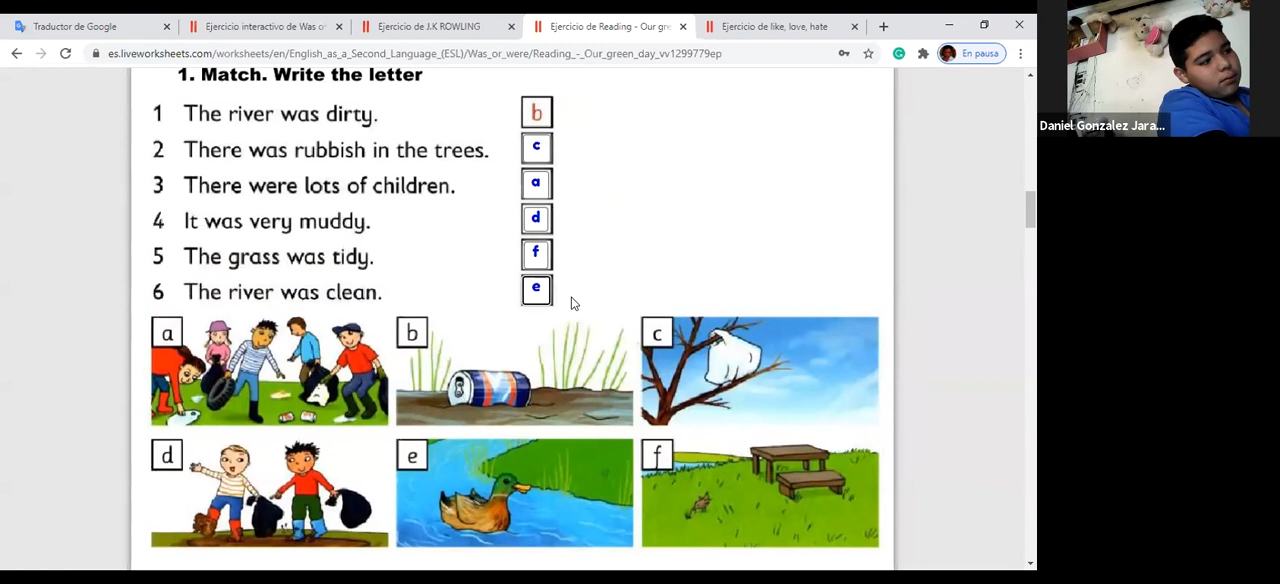 Traductor de Google
Ejercicio interactivo de Was o
Ejercicio de J.K ROWLING
Ejercicio de Reading - Our gre
Ejercicio de like, love, hate
es.liveworksheets.com/worksheets/en/English_as_a_Second_Language_(ESL)/Was_or_were/Reading_-_Our_green_day_vv1299779ep
En pausa
Daniel Gonzalez Jara...
1. Match. Write the letter
1 The river was dirty. b
2 There was rubbish in the trees. c
3 There were lots of children. a
4 It was very muddy. d
5 The grass was tidy. f
6 The river was clean. e
a b c
d e f